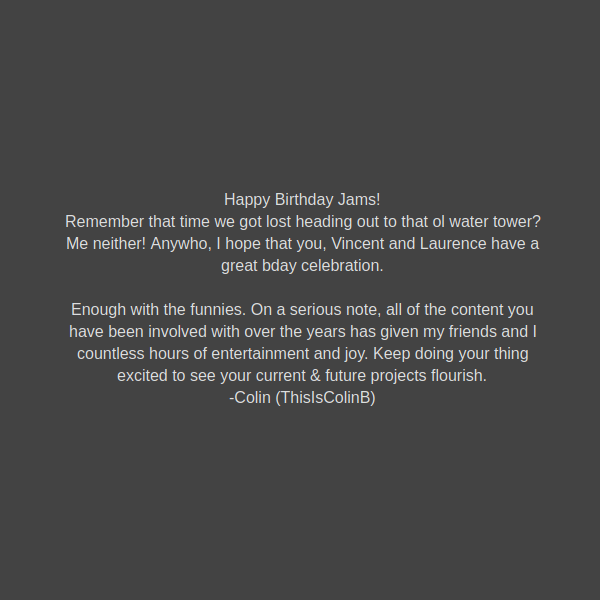 Happy Birthday Jams!
Remember that time we got lost heading out to that ol water tower?
Me neither! Anywho, I hope that you, Vincent and Laurence have a
great bday celebration.
Enough with the funnies. On a serious note, all of the content you
have been involved with over the years has given my friends and I
countless hours of entertainment and joy. Keep doing your thing
excited to see your current & future projects flourish.
-Colin (ThisIsColinB)